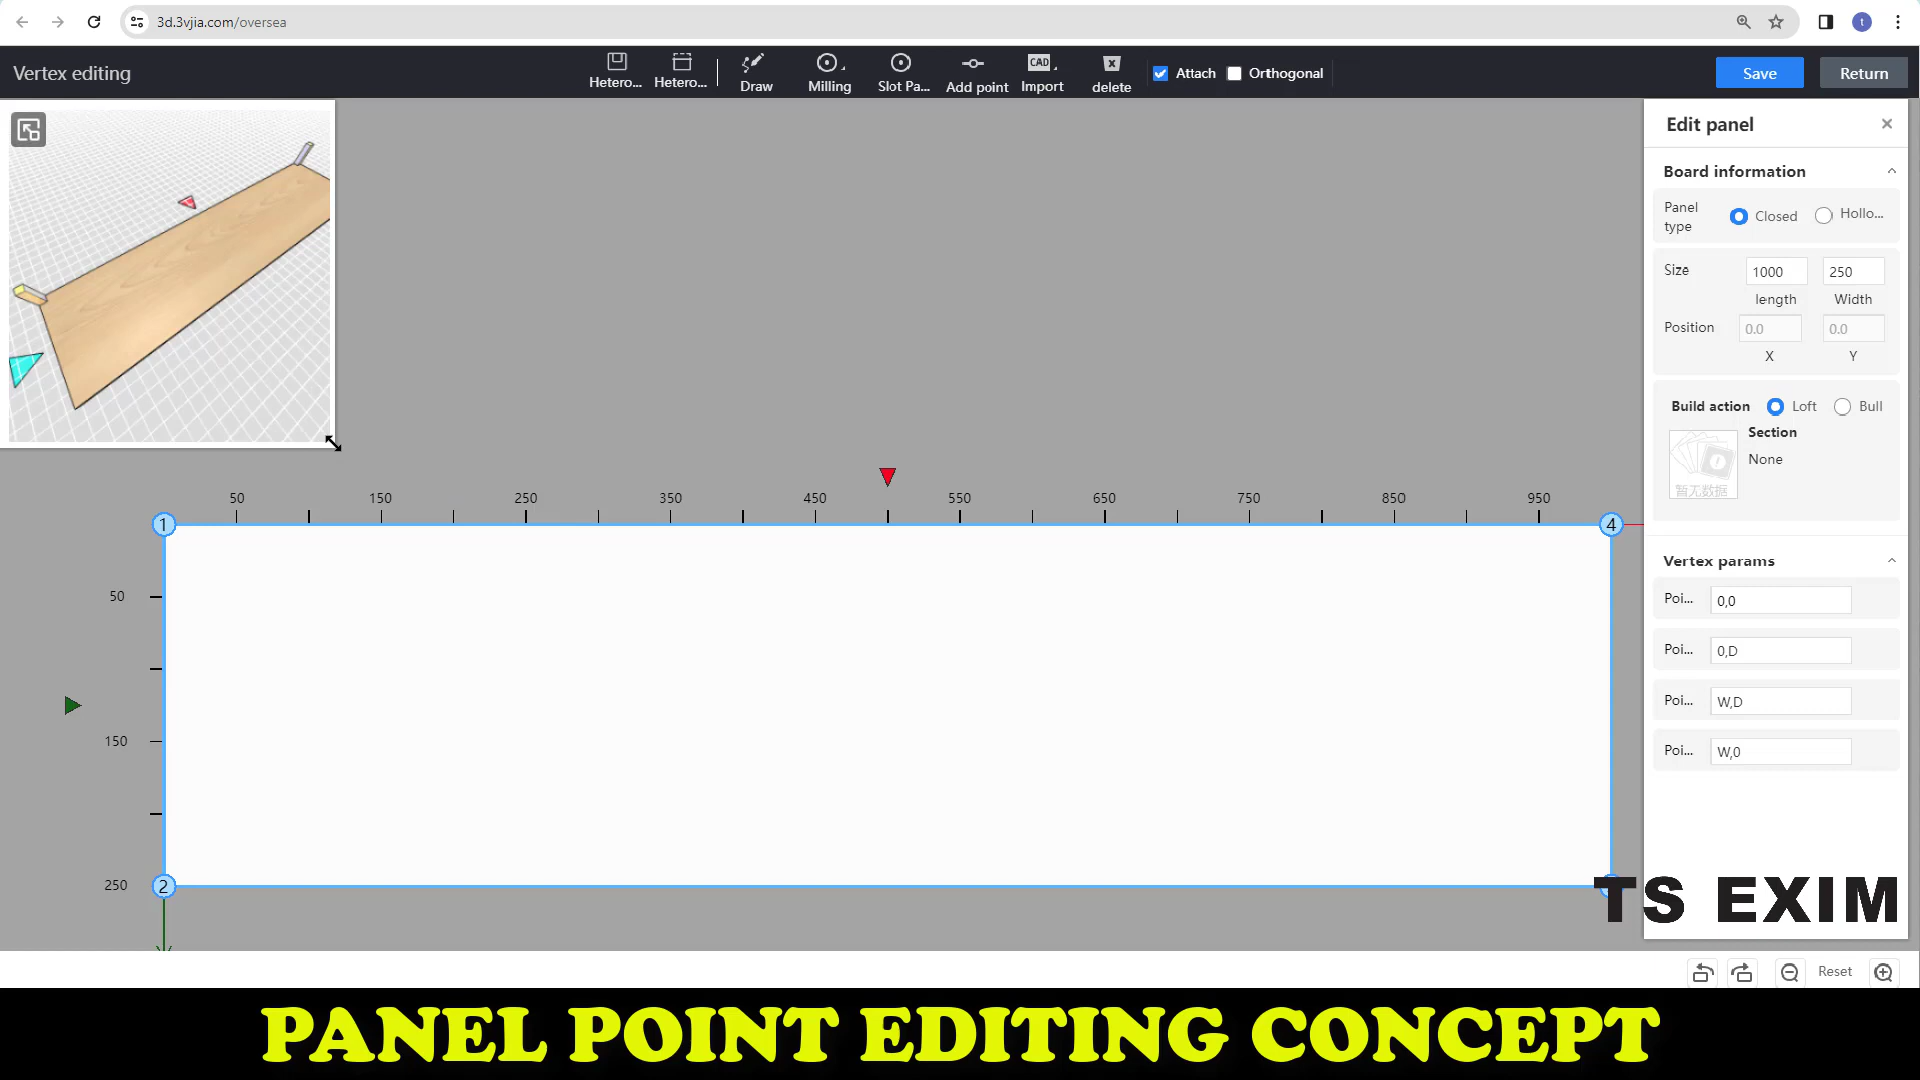 3d.3vjia.com/oversea
t
Vertex editing
Hetero...
Hetero...
Draw
Milling
Slot Pa...
Add point
CAD
Import
delete
Attach
Orthogonal
Save
Return
Edit panel
Board information
Panel type
Closed
Hollo...
Size
1000
250
length
Width
Position
0.0
0.0
X
Y
Build action
Loft
Bull
Section
None
暂无数据
Vertex params
Poi...
0,0
Poi...
0,D
Poi...
W,D
Poi...
W,0
50
150
250
350
450
550
650
750
850
950
1
4
50
150
250
2
TS EXIM
Reset
PANEL POINT EDITING CONCEPT